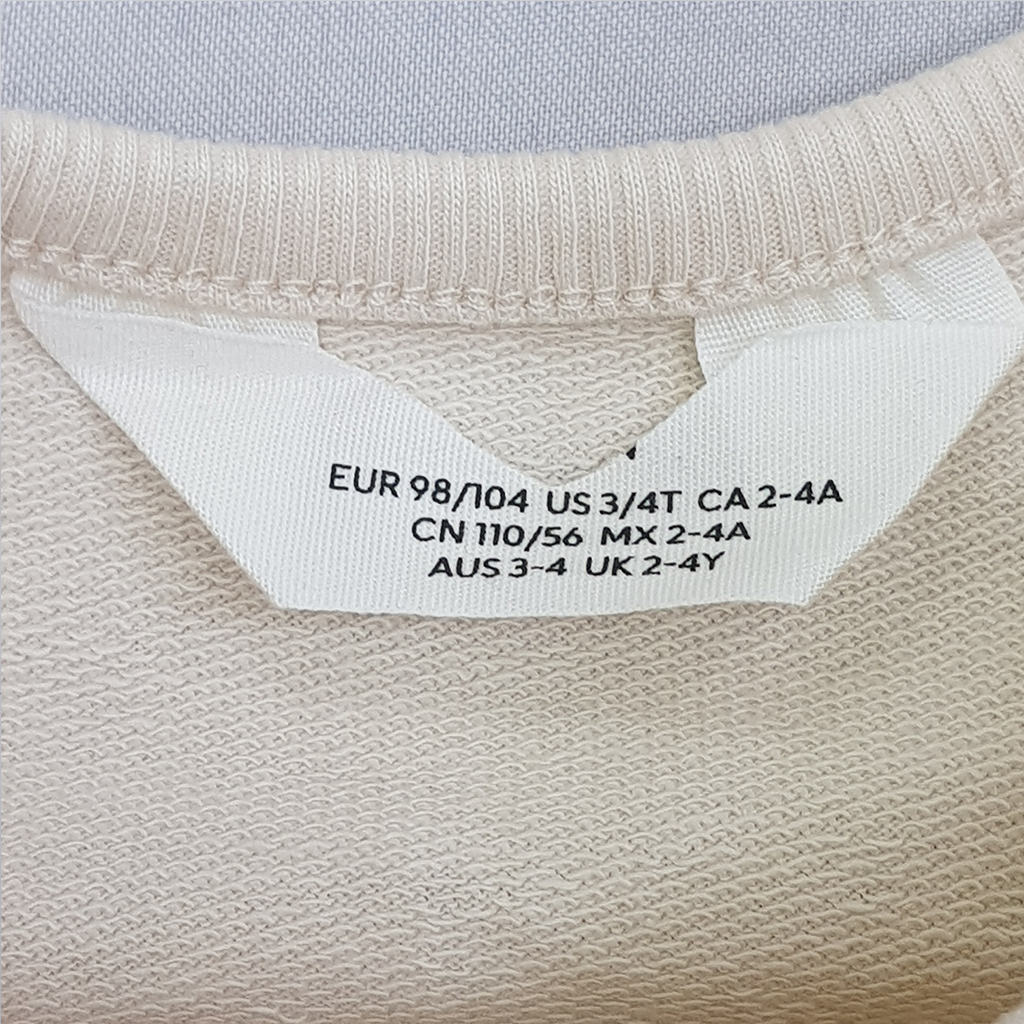 EUR 98/104 US 3/4T CA 2-4A
CN 110/56 MX 2-4A
AUS 3-4 UK 2-4Y